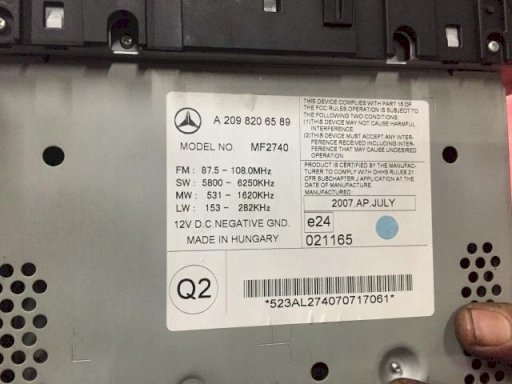 A 209 820 65 89
MODEL NO. MF2740
FM: 87.5 - 108.0MHz
SW: 5800 - 6250KHz
MW: 531 - 1620KHz
LW: 153 - 282KHz
12V D.C.NEGATIVE GND.
MADE IN HUNGARY
THIS DEVICE COMPLIES WITH PART 15 OF
THE FCC RULES OPERATION IS SUBJECT TO
THE FOLLOWING TWO CONDITIONS:
(1)THIS DEVICE MAY NOT CAUSE HARMFUL
INTERFERENCE
(2)THIS DEVICE MUST ACCEPT ANY INTER-
FERENCE RECEIVED INCLUDING INTER-
FERENCE THAT MAY CAUSE UNDESIRED
OPERATION
PRODUCT IS CERTIFIED BY THE MANUFAC-
TURER TO COMPLY WITH DHHS RULES 21
CFR SUBCHAPTER J APPLICATION AT THE
DATE OF MANUFACTURE.
MANUFACTURED:
2007.AP.JULY
e24
021165
Q2
*523AL274070717061*